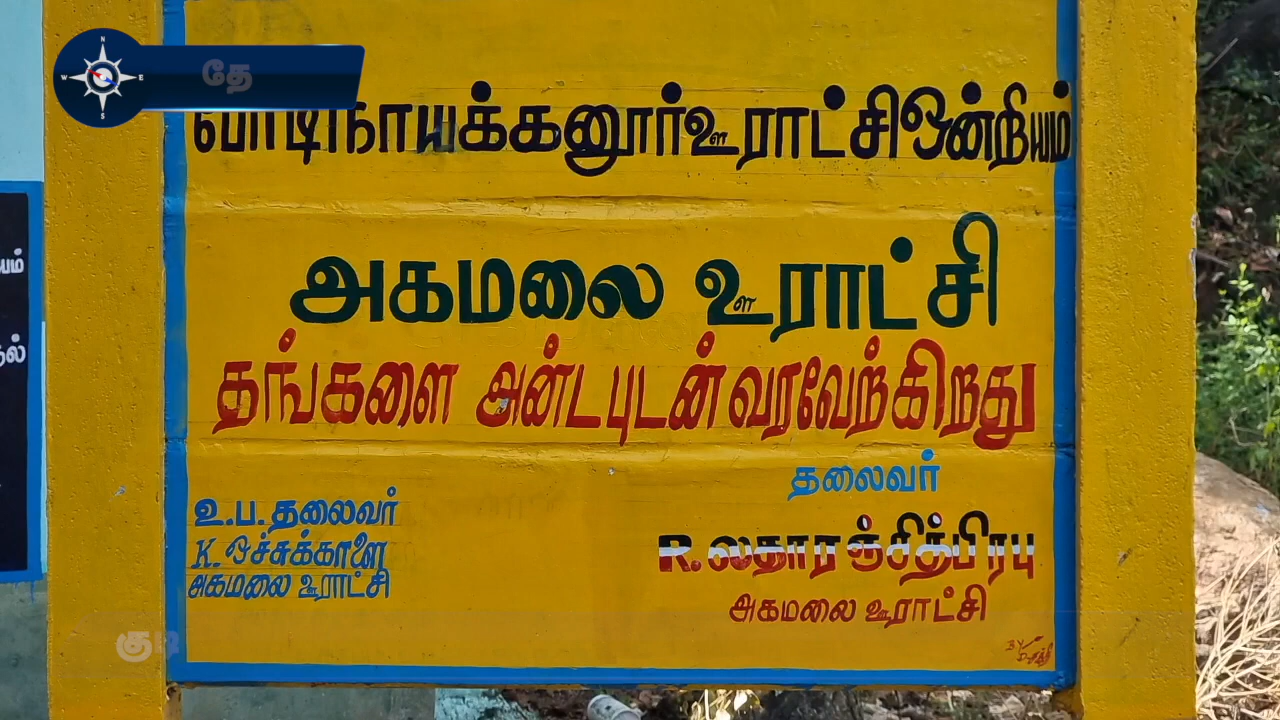 தே
N
W E
S
போடிநாயக்கனூர் ஊராட்சி ஒன்றியம்
அகமலை ஊராட்சி
தங்களை அன்புடன் வரவேற்கிறது
தலைவர்
R. லதாரஞ்சித்பிரபு
அகமலை ஊராட்சி
உ.ப.தலைவர்
K. ஒச்சுக்காளை
அகமலை ஊராட்சி
BY
குடி